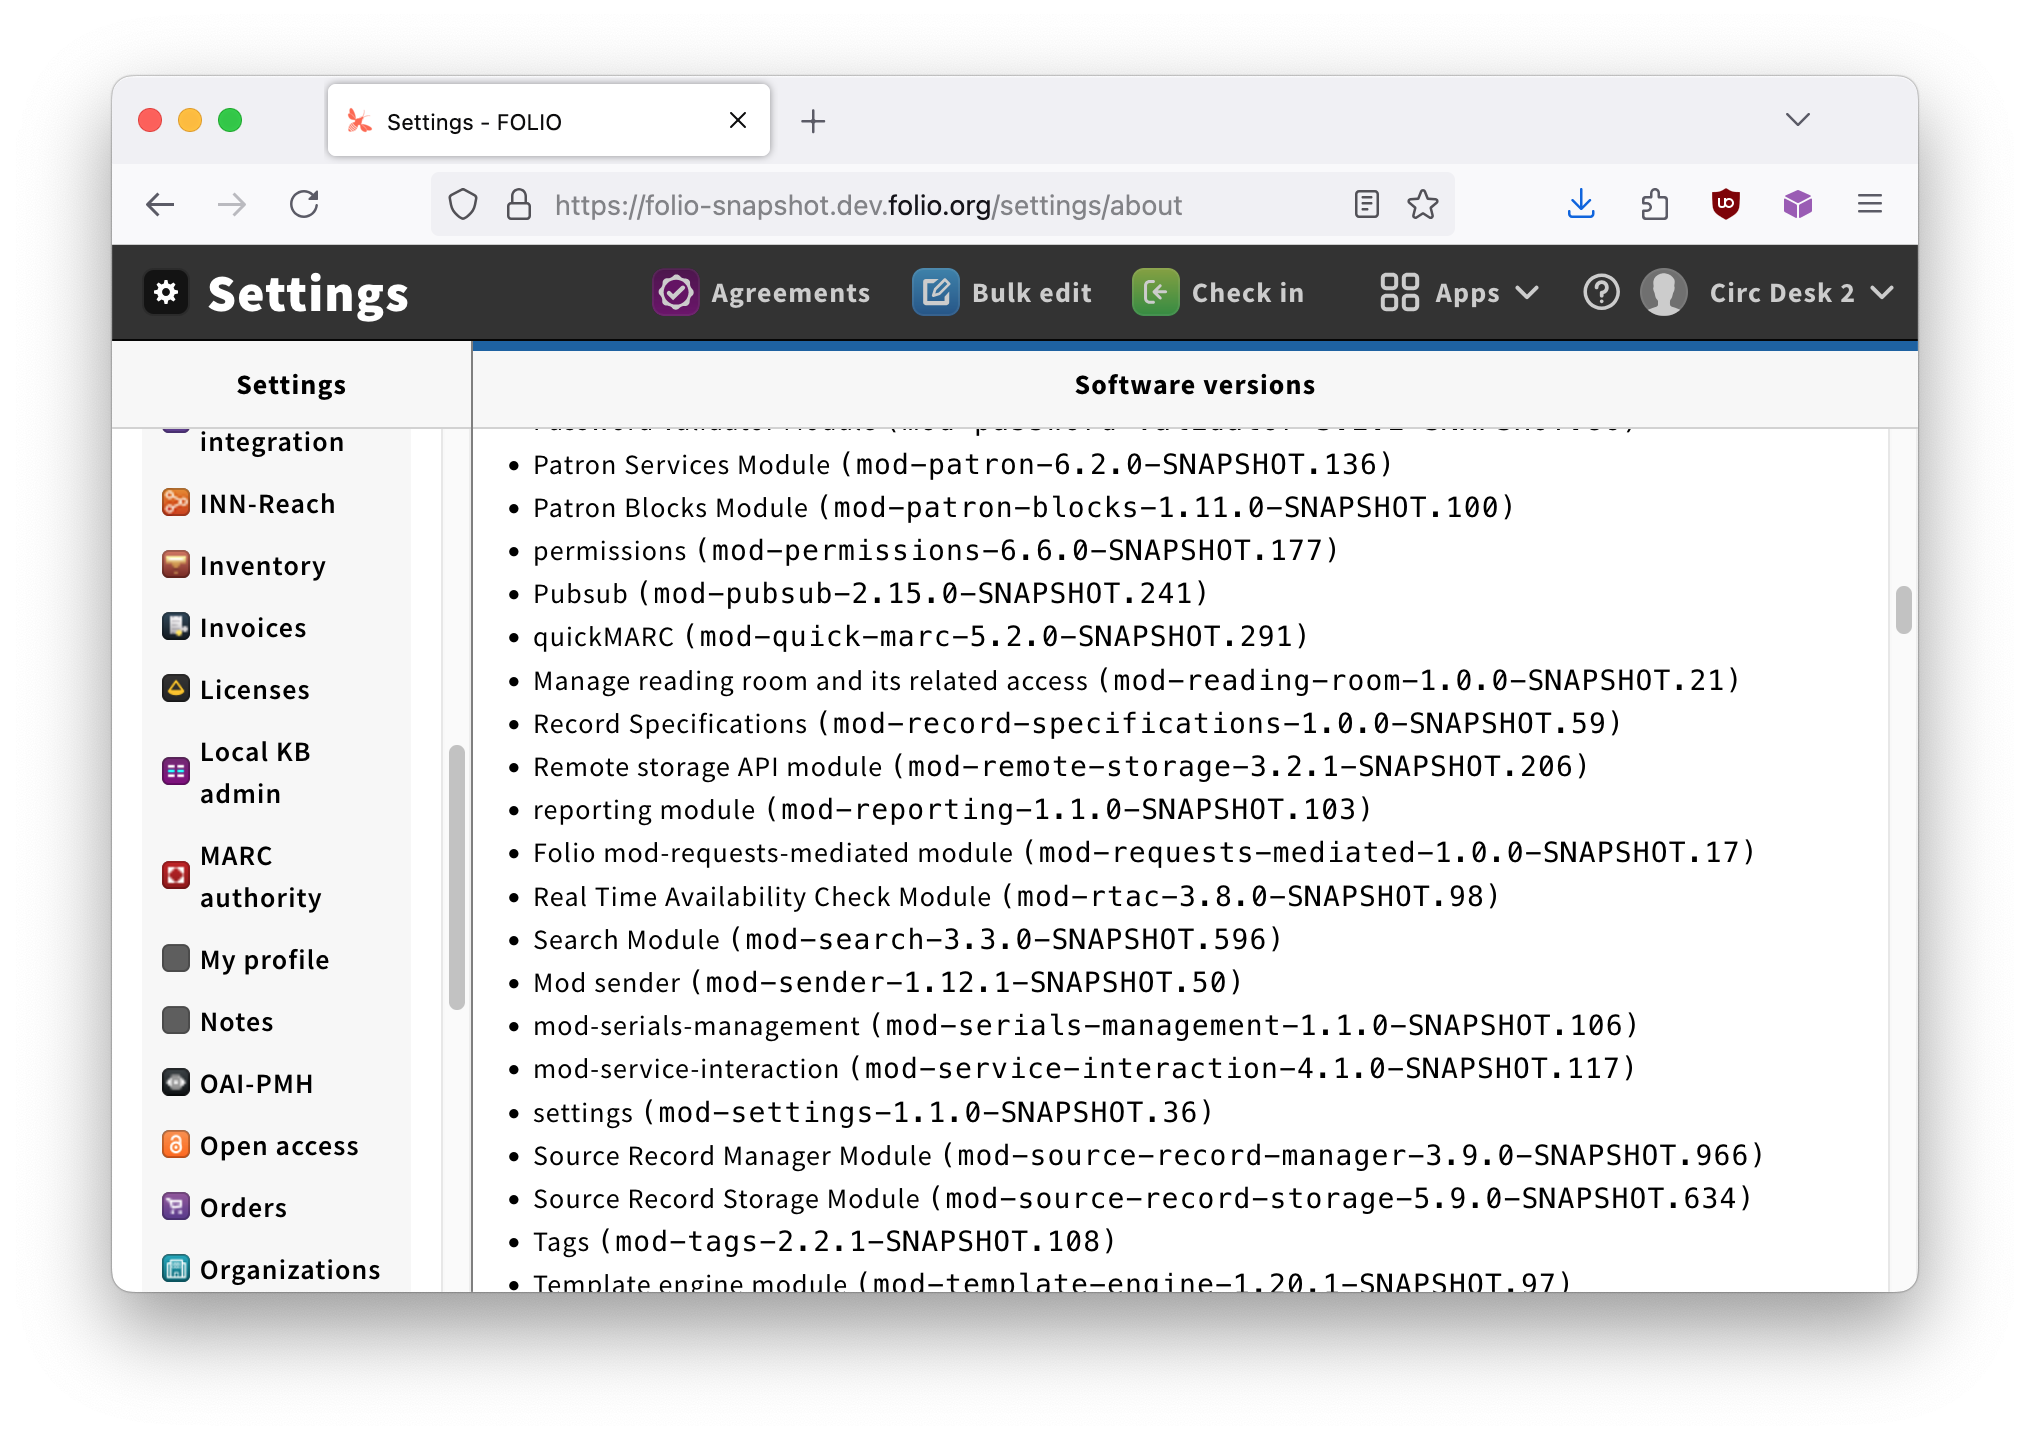 Settings - FOLIO
https://folio-snapshot.dev.folio.org/settings/about
Settings
Agreements
Bulk edit
Check in
Apps
Circ Desk 2
Settings
integration
INN-Reach
Inventory
Invoices
Licenses
Local KB
admin
MARC
authority
My profile
Notes
OAI-PMH
Open access
Orders
Organizations
Software versions
• Patron Services Module (mod-patron-6.2.0-SNAPSHOT.136)
• Patron Blocks Module (mod-patron-blocks-1.11.0-SNAPSHOT.100)
• permissions (mod-permissions-6.6.0-SNAPSHOT.177)
• Pubsub (mod-pubsub-2.15.0-SNAPSHOT.241)
• quickMARC (mod-quick-marc-5.2.0-SNAPSHOT.291)
• Manage reading room and its related access (mod-reading-room-1.0.0-SNAPSHOT.21)
• Record Specifications (mod-record-specifications-1.0.0-SNAPSHOT.59)
• Remote storage API module (mod-remote-storage-3.2.1-SNAPSHOT.206)
• reporting module (mod-reporting-1.1.0-SNAPSHOT.103)
• Folio mod-requests-mediated module (mod-requests-mediated-1.0.0-SNAPSHOT.17)
• Real Time Availability Check Module (mod-rtac-3.8.0-SNAPSHOT.98)
• Search Module (mod-search-3.3.0-SNAPSHOT.596)
• Mod sender (mod-sender-1.12.1-SNAPSHOT.50)
• mod-serials-management (mod-serials-management-1.1.0-SNAPSHOT.106)
• mod-service-interaction (mod-service-interaction-4.1.0-SNAPSHOT.117)
• settings (mod-settings-1.1.0-SNAPSHOT.36)
• Source Record Manager Module (mod-source-record-manager-3.9.0-SNAPSHOT.966)
• Source Record Storage Module (mod-source-record-storage-5.9.0-SNAPSHOT.634)
• Tags (mod-tags-2.2.1-SNAPSHOT.108)
• Template engine module (mod-template-engine-1.20.1-SNAPSHOT.97)